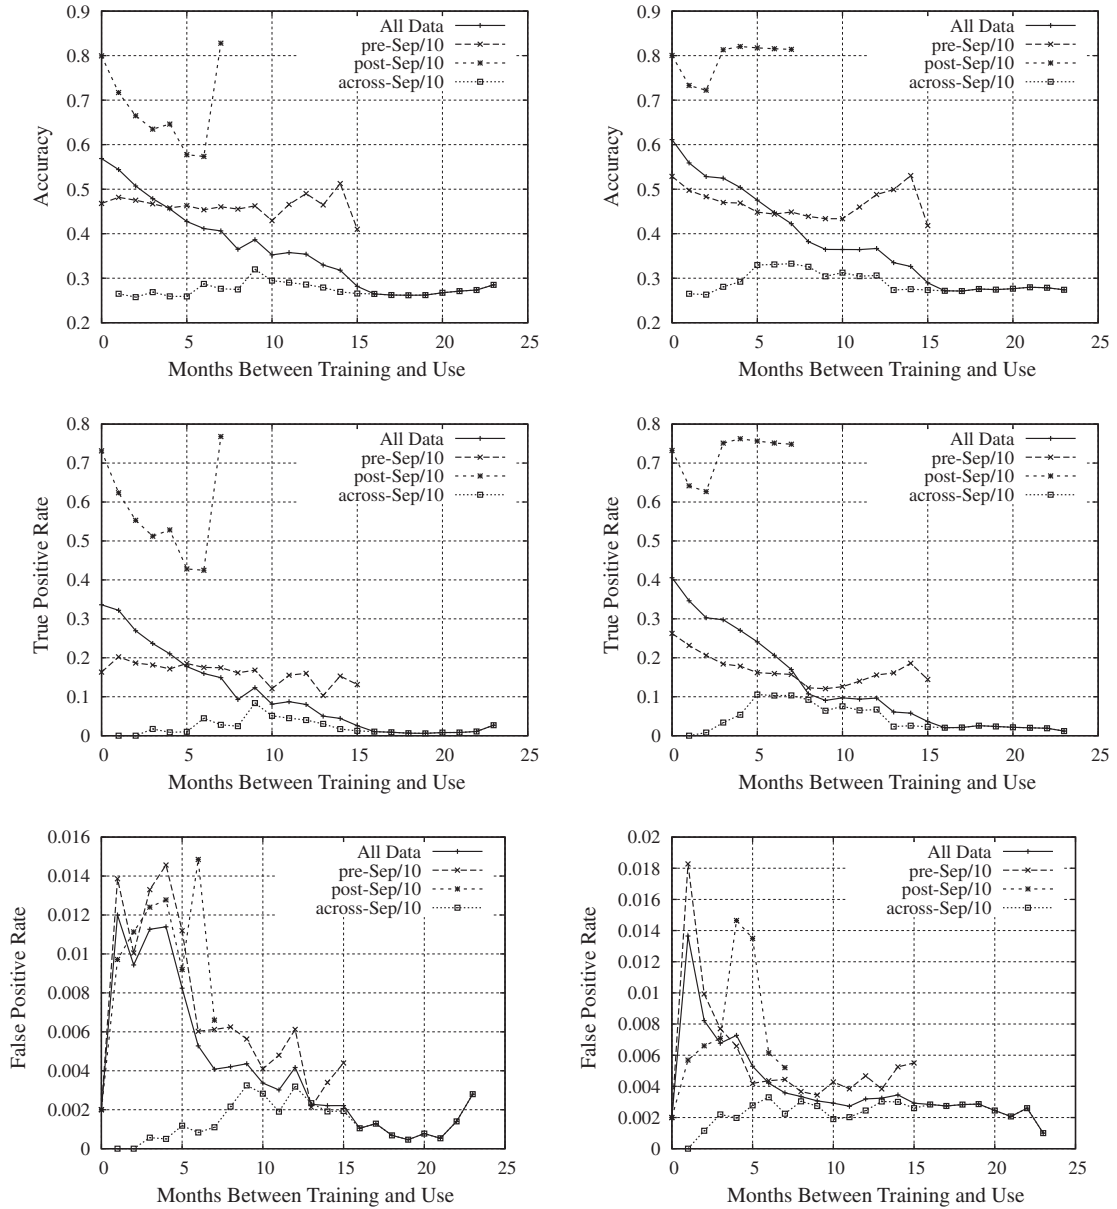 All Data
pre-Sep/10
post-Sep/10
across-Sep/10
0.9
0.8
0.7
0.6
0.5
0.4
0.3
0.2
Accuracy
0 5 10 15 20 25
Months Between Training and Use
All Data
pre-Sep/10
post-Sep/10
across-Sep/10
0.9
0.8
0.7
0.6
0.5
0.4
0.3
0.2
Accuracy
0 5 10 15 20 25
Months Between Training and Use
All Data
pre-Sep/10
post-Sep/10
across-Sep/10
0.8
0.7
0.6
0.5
0.4
0.3
0.2
0.1
0
True Positive Rate
0 5 10 15 20 25
Months Between Training and Use
All Data
pre-Sep/10
post-Sep/10
across-Sep/10
0.8
0.7
0.6
0.5
0.4
0.3
0.2
0.1
0
True Positive Rate
0 5 10 15 20 25
Months Between Training and Use
All Data
pre-Sep/10
post-Sep/10
across-Sep/10
0.016
0.014
0.012
0.01
0.008
0.006
0.004
0.002
0
False Positive Rate
0 5 10 15 20 25
Months Between Training and Use
All Data
pre-Sep/10
post-Sep/10
across-Sep/10
0.02
0.018
0.016
0.014
0.012
0.01
0.008
0.006
0.004
0.002
0
False Positive Rate
0 5 10 15 20 25
Months Between Training and Use